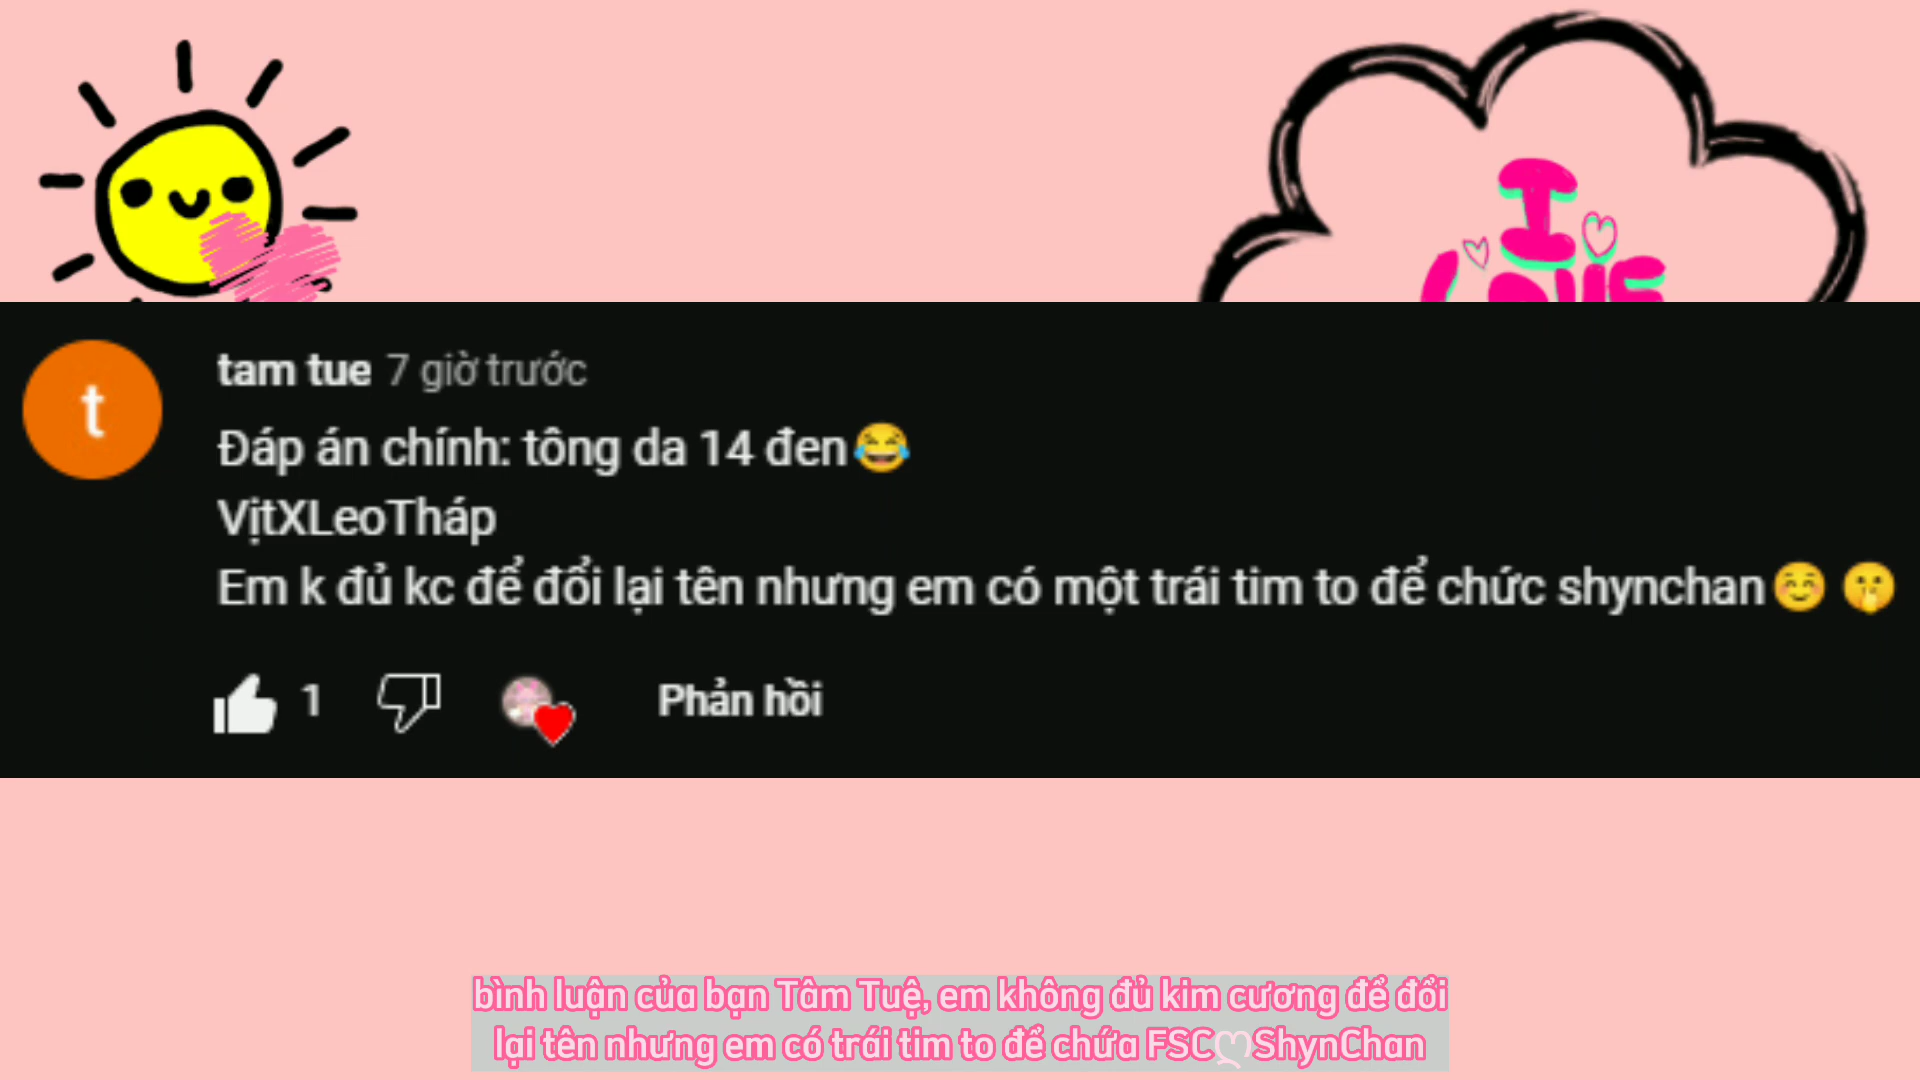 I
LOVE
t
tam tue 7 giờ trước
Đáp án chính: tông da 14 đen😂
VịtXLeoTháp
Em k đủ kc để đổi lại tên nhưng em có một trái tim to để chức shynchan☺️ 🤫
1
Phản hồi
bình luận của bạn Tâm Tuệ, em không đủ kim cương để đổi
lại tên nhưng em có trái tim to để chứa FSCლShynChan